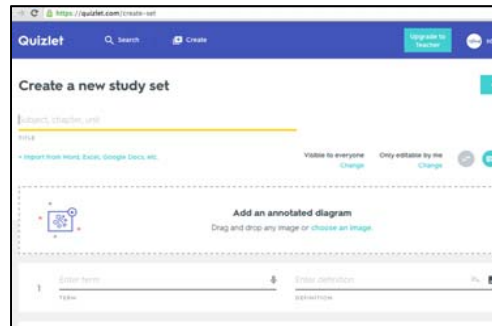 https://quizlet.com/create-set
Quizlet
Search
Create
Upgrade to
Teacher
Create a new study set
Subject, chapter, unit
TITLE
+ Import from Word, Excel, Google Docs, etc.
Visible to everyone
Change
Only editable by me
Change
Add an annotated diagram
Drag and drop any image or choose an image.
1
Enter term
TERM
Enter definition
DEFINITION